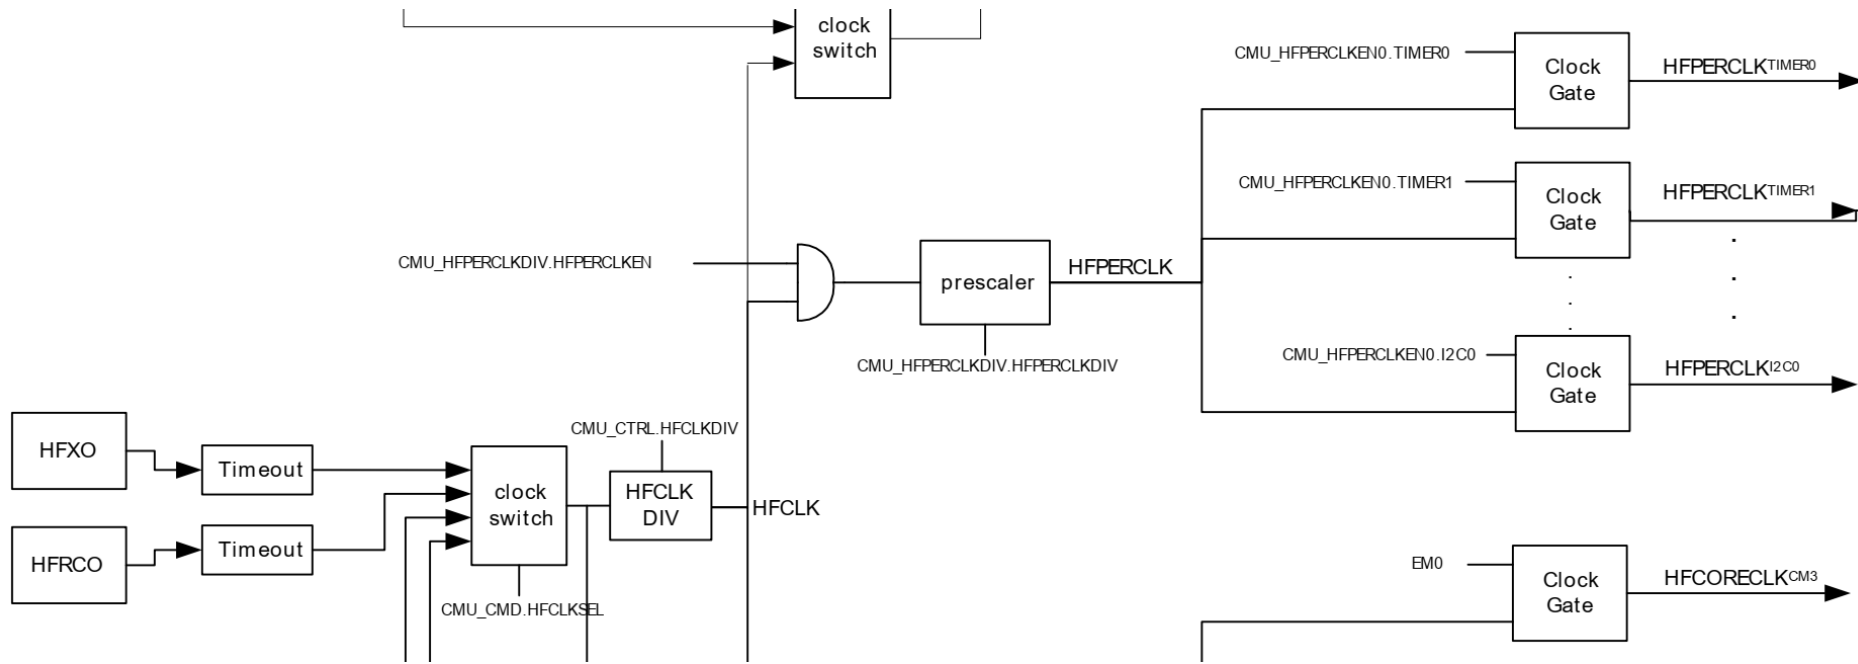 clock
switch
CMU_HFPERCLKEN0.TIMER0
Clock
Gate
HFPERCLKTIMER0
CMU_HFPERCLKEN0.TIMER1
Clock
Gate
HFPERCLKTIMER1
CMU_HFPERCLKDIV.HFPERCLKEN
prescaler
HFPERCLK
CMU_HFPERCLKDIV.HFPERCLKDIV
CMU_HFPERCLKEN0.I2C0
Clock
Gate
HFPERCLKI2C0
HFXO
Timeout
CMU_CTRL.HFCLKDIV
clock
switch
HFCLK
DIV
HFCLK
HFRCO
Timeout
CMU_CMD.HFCLKSEL
EM0
Clock
Gate
HFCORECLKCM3